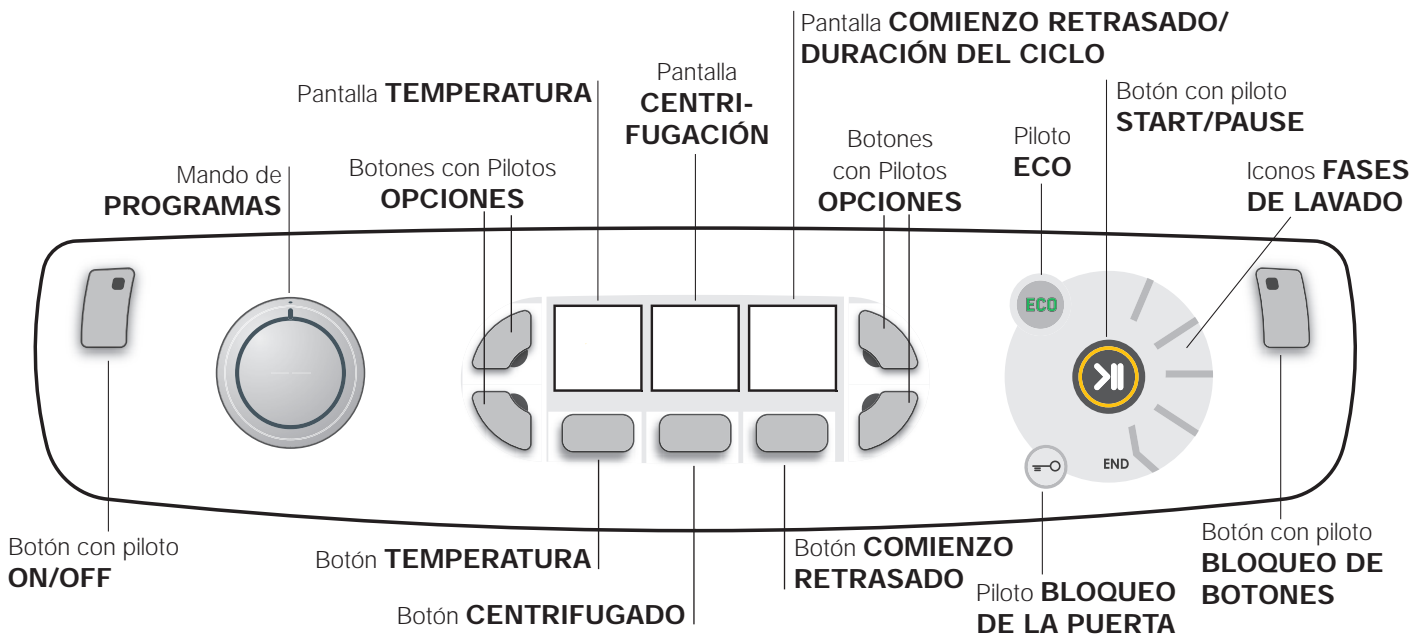 Pantalla COMIENZO RETRASADO/
DURACIÓN DEL CICLO
Pantalla
CENTRI-
FUGACIÓN
Pantalla TEMPERATURA
Botón con piloto
START/PAUSE
Botones
con Pilotos
OPCIONES
Piloto
ECO
Botones con Pilotos
OPCIONES
Mando de
PROGRAMAS
Iconos FASES
DE LAVADO
ECO
END
Botón con piloto
ON/OFF
Botón TEMPERATURA
Botón CENTRIFUGADO
Botón COMIENZO
RETRASADO
Piloto BLOQUEO
DE LA PUERTA
Botón con piloto
BLOQUEO DE
BOTONES